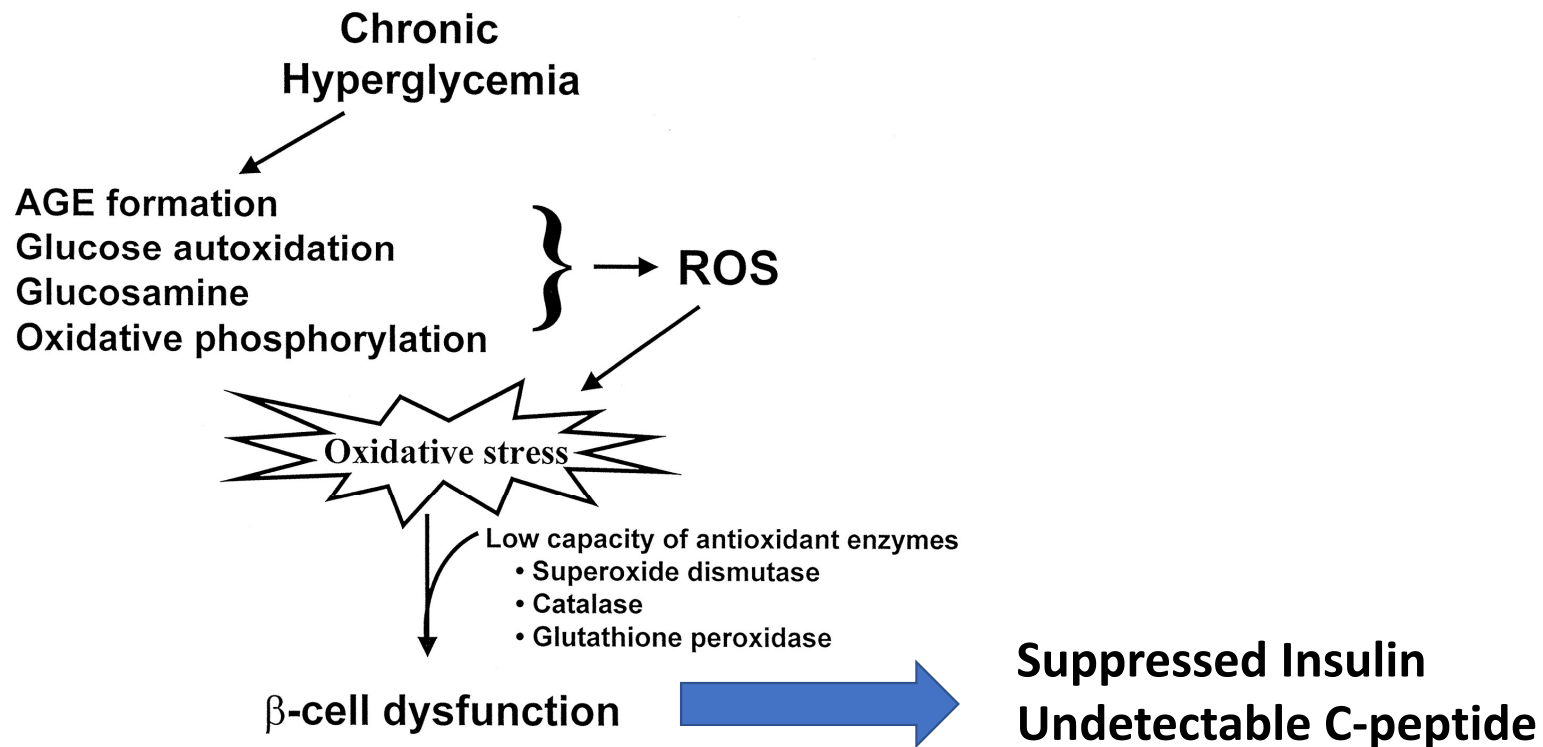 Chronic
Hyperglycemia
AGE formation
Glucose autoxidation
Glucosamine
Oxidative phosphorylation
} → ROS
Oxidative stress
Low capacity of antioxidant enzymes
• Superoxide dismutase
• Catalase
• Glutathione peroxidase
β-cell dysfunction
Suppressed Insulin
Undetectable C-peptide